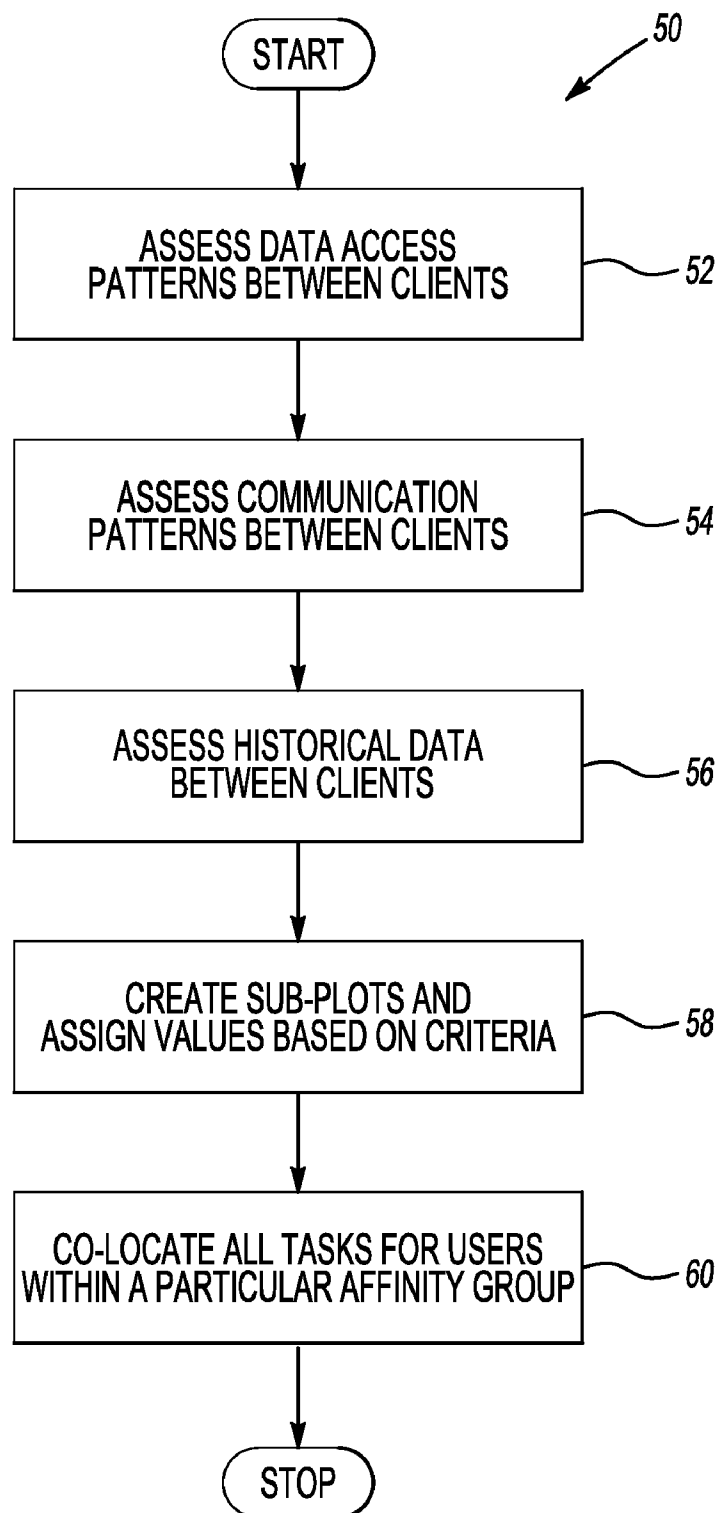 50
START
ASSESS DATA ACCESS
PATTERNS BETWEEN CLIENTS
52
ASSESS COMMUNICATION
PATTERNS BETWEEN CLIENTS
54
ASSESS HISTORICAL DATA
BETWEEN CLIENTS
56
CREATE SUB-PLOTS AND
ASSIGN VALUES BASED ON CRITERIA
58
CO-LOCATE ALL TASKS FOR USERS
WITHIN A PARTICULAR AFFINITY GROUP
60
STOP